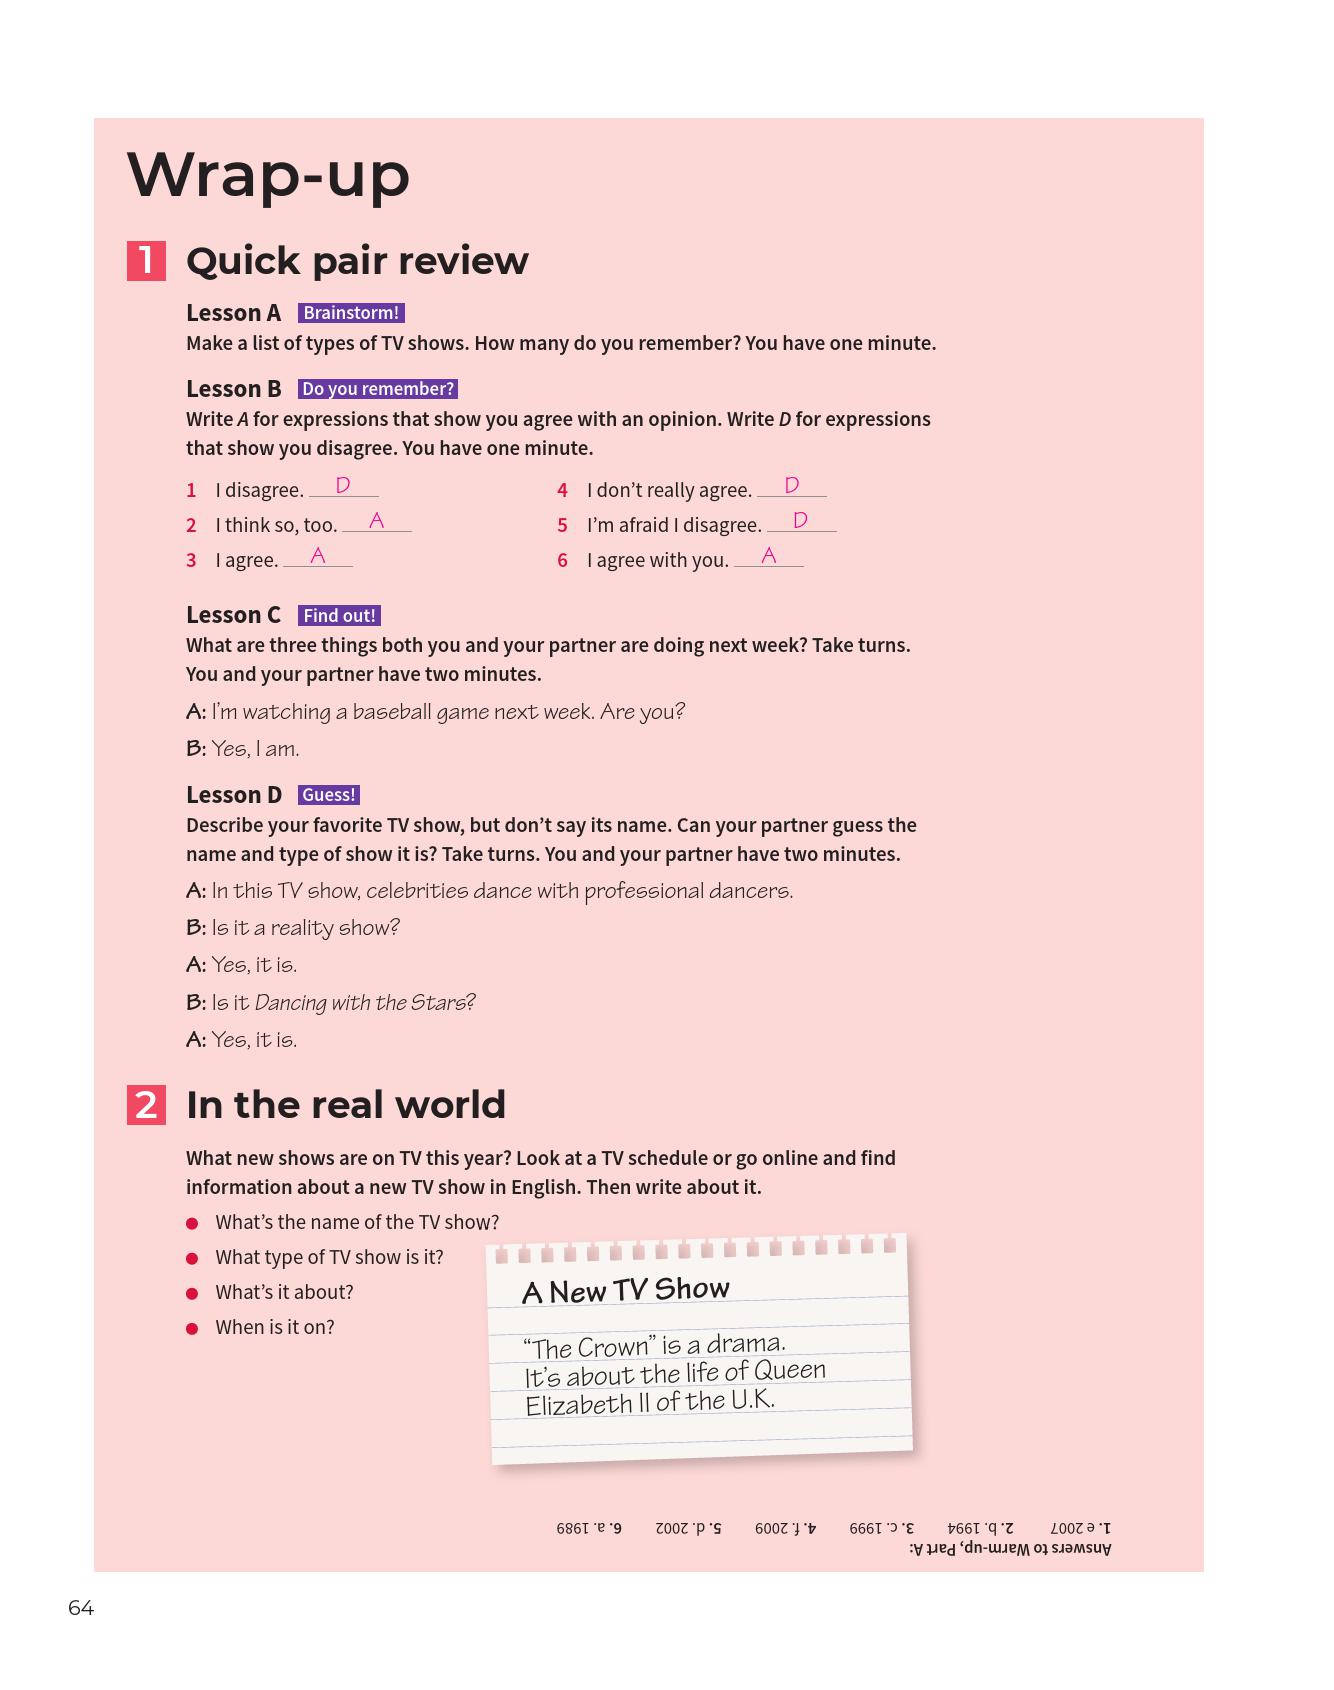 Wrap-up
1 Quick pair review
Lesson A Brainstorm!
Make a list of types of TV shows. How many do you remember? You have one minute.
Lesson B Do you remember?
Write A for expressions that show you agree with an opinion. Write D for expressions
that show you disagree. You have one minute.
1 I disagree. D
2 I think so, too. A
3 I agree. A
4 I don’t really agree. D
5 I’m afraid I disagree. D
6 I agree with you. A
Lesson C Find out!
What are three things both you and your partner are doing next week? Take turns.
You and your partner have two minutes.
A: I’m watching a baseball game next week. Are you?
B: Yes, I am.
Lesson D Guess!
Describe your favorite TV show, but don’t say its name. Can your partner guess the
name and type of show it is? Take turns. You and your partner have two minutes.
A: In this TV show, celebrities dance with professional dancers.
B: Is it a reality show?
A: Yes, it is.
B: Is it Dancing with the Stars?
A: Yes, it is.
2 In the real world
What new shows are on TV this year? Look at a TV schedule or go online and find
information about a new TV show in English. Then write about it.
● What’s the name of the TV show?
● What type of TV show is it?
● What’s it about?
● When is it on?
A New TV Show
“The Crown” is a drama.
It’s about the life of Queen
Elizabeth II of the U.K.
Answers to Warm-up, Part A:
1. e 2007 2. b. 1994 3. c. 1999 4. f. 2009 5. d. 2002 6. a. 1989
64